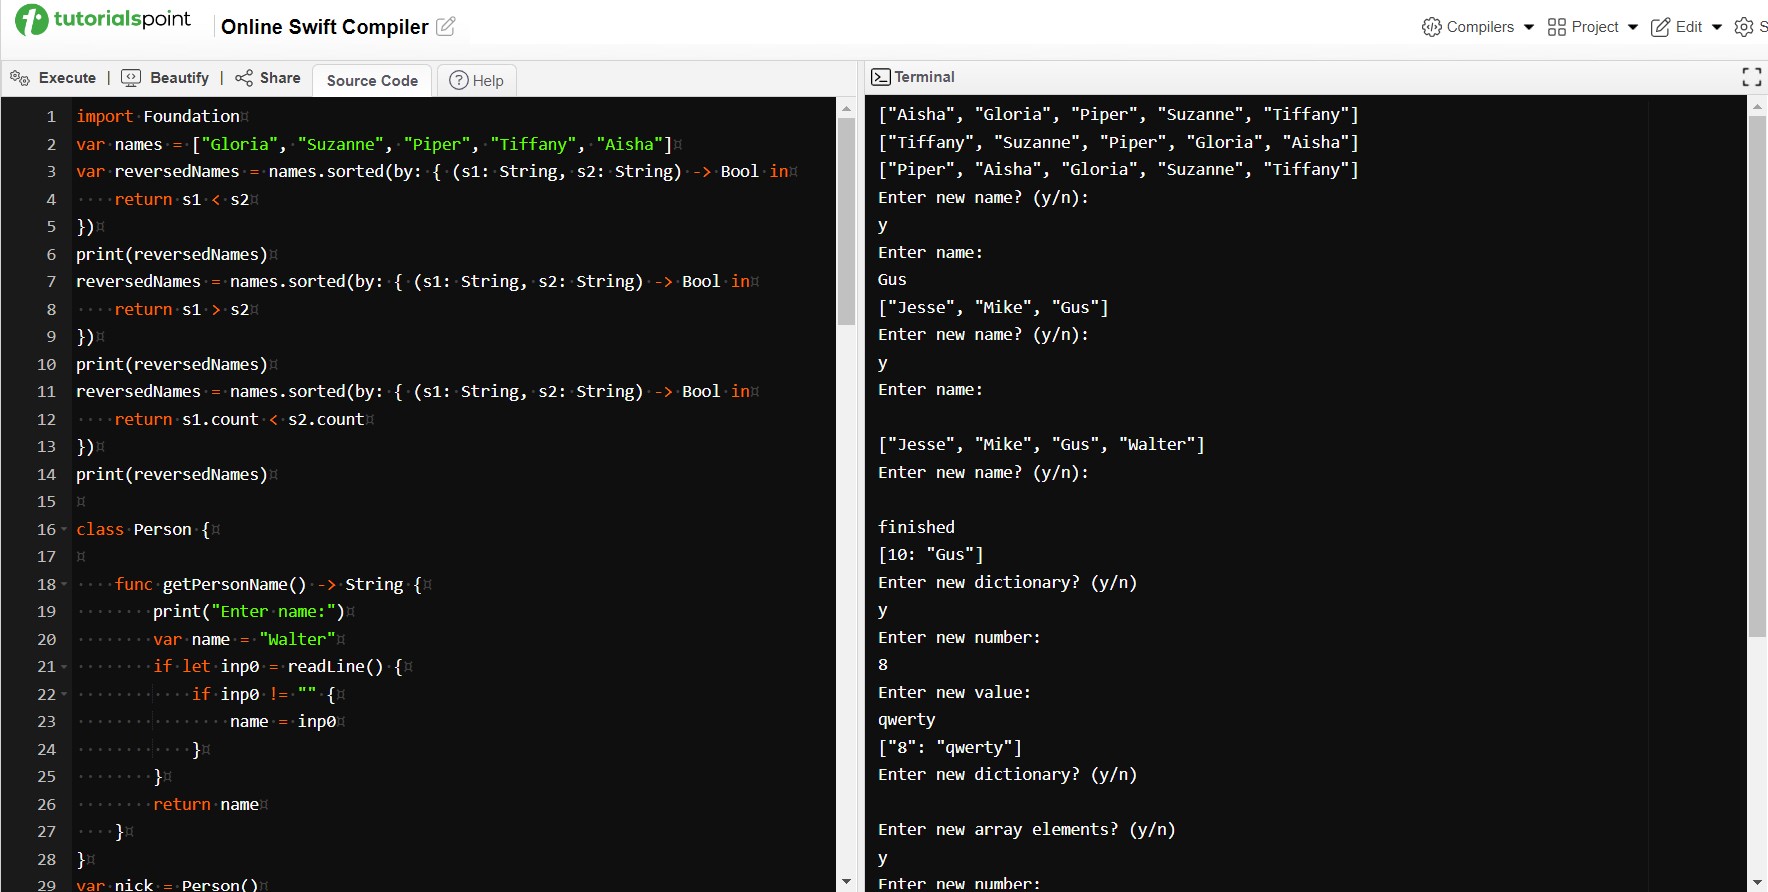 tutorialspoint
Online Swift Compiler
Compilers Project Edit S
Execute | Beautify | Share Source Code Help
Terminal
1 import Foundation
2 var names = ["Gloria", "Suzanne", "Piper", "Tiffany", "Aisha"]
3 var reversedNames = names.sorted(by: { (s1: String, s2: String) -> Bool in
4 return s1 < s2
5 })
6 print(reversedNames)
7 reversedNames = names.sorted(by: { (s1: String, s2: String) -> Bool in
8 return s1 > s2
9 })
10 print(reversedNames)
11 reversedNames = names.sorted(by: { (s1: String, s2: String) -> Bool in
12 return s1.count < s2.count
13 })
14 print(reversedNames)
15
16 class Person {
17
18 func getPersonName() -> String {
19 print("Enter name:")
20 var name = "Walter"
21 if let inp0 = readLine() {
22 if inp0 != "" {
23 name = inp0
24 }
25 }
26 return name
27 }
28 }
29 var nick = Person()
["Aisha", "Gloria", "Piper", "Suzanne", "Tiffany"]
["Tiffany", "Suzanne", "Piper", "Gloria", "Aisha"]
["Piper", "Aisha", "Gloria", "Suzanne", "Tiffany"]
Enter new name? (y/n):
y
Enter name:
Gus
["Jesse", "Mike", "Gus"]
Enter new name? (y/n):
y
Enter name:
["Jesse", "Mike", "Gus", "Walter"]
Enter new name? (y/n):
finished
[10: "Gus"]
Enter new dictionary? (y/n)
y
Enter new number:
8
Enter new value:
qwerty
["8": "qwerty"]
Enter new dictionary? (y/n)
Enter new array elements? (y/n)
y
Enter new number: